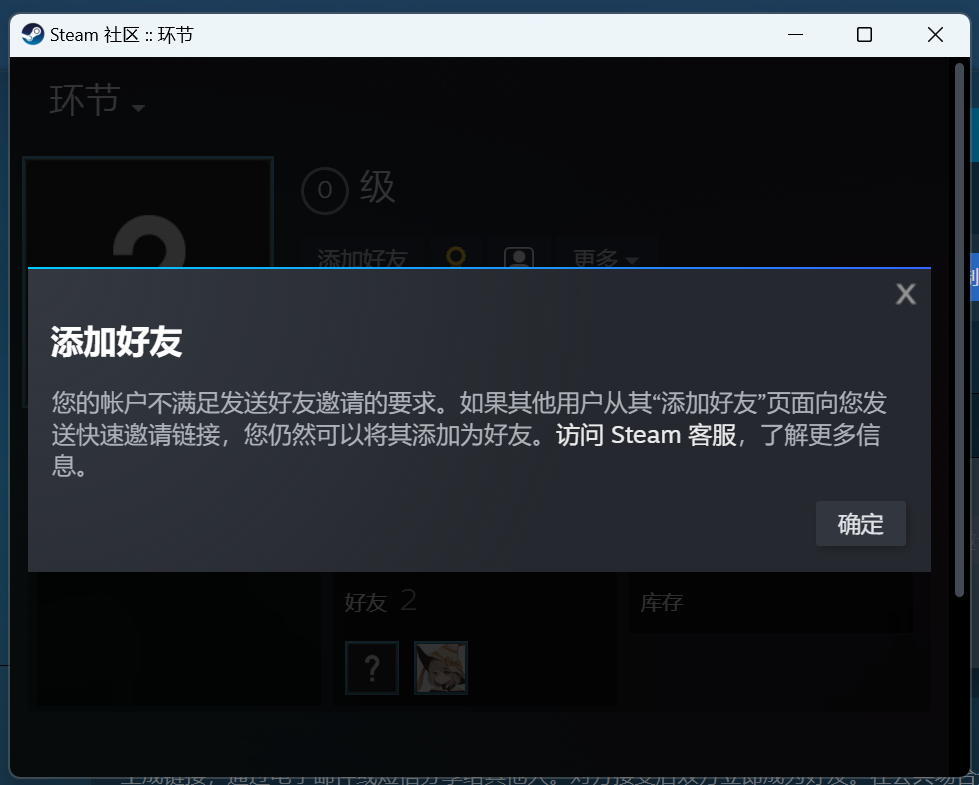 Steam 社区 :: 环节
环节
0 级
添加好友 更多
X
添加好友
您的帐户不满足发送好友邀请的要求。如果其他用户从其“添加好友”页面向您发
送快速邀请链接，您仍然可以将其添加为好友。访问 Steam 客服，了解更多信
息。
确定
好友 2
库存
?